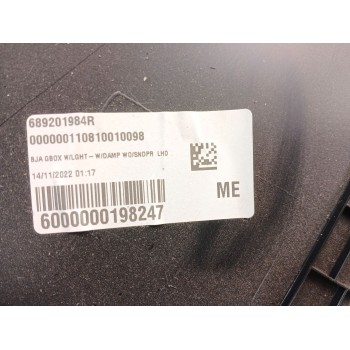 689201984R
000000110810010098
BJA GBOX W/LGHT-W/DAMP WO/SNDPR LHD
14/11/2022 01:17
ME
6000000198247